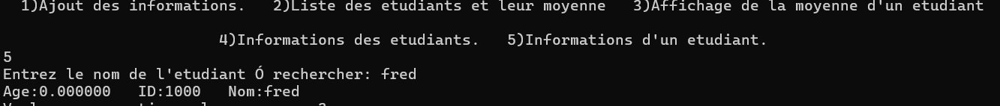 1)Ajout des informations.   2)Liste des etudiants et leur moyenne   3)Affichage de la moyenne d'un etudiant
4)Informations des etudiants.   5)Informations d'un etudiant.
5
Entrez le nom de l'etudiant Ó rechercher: fred
Age:0.000000   ID:1000   Nom:fred